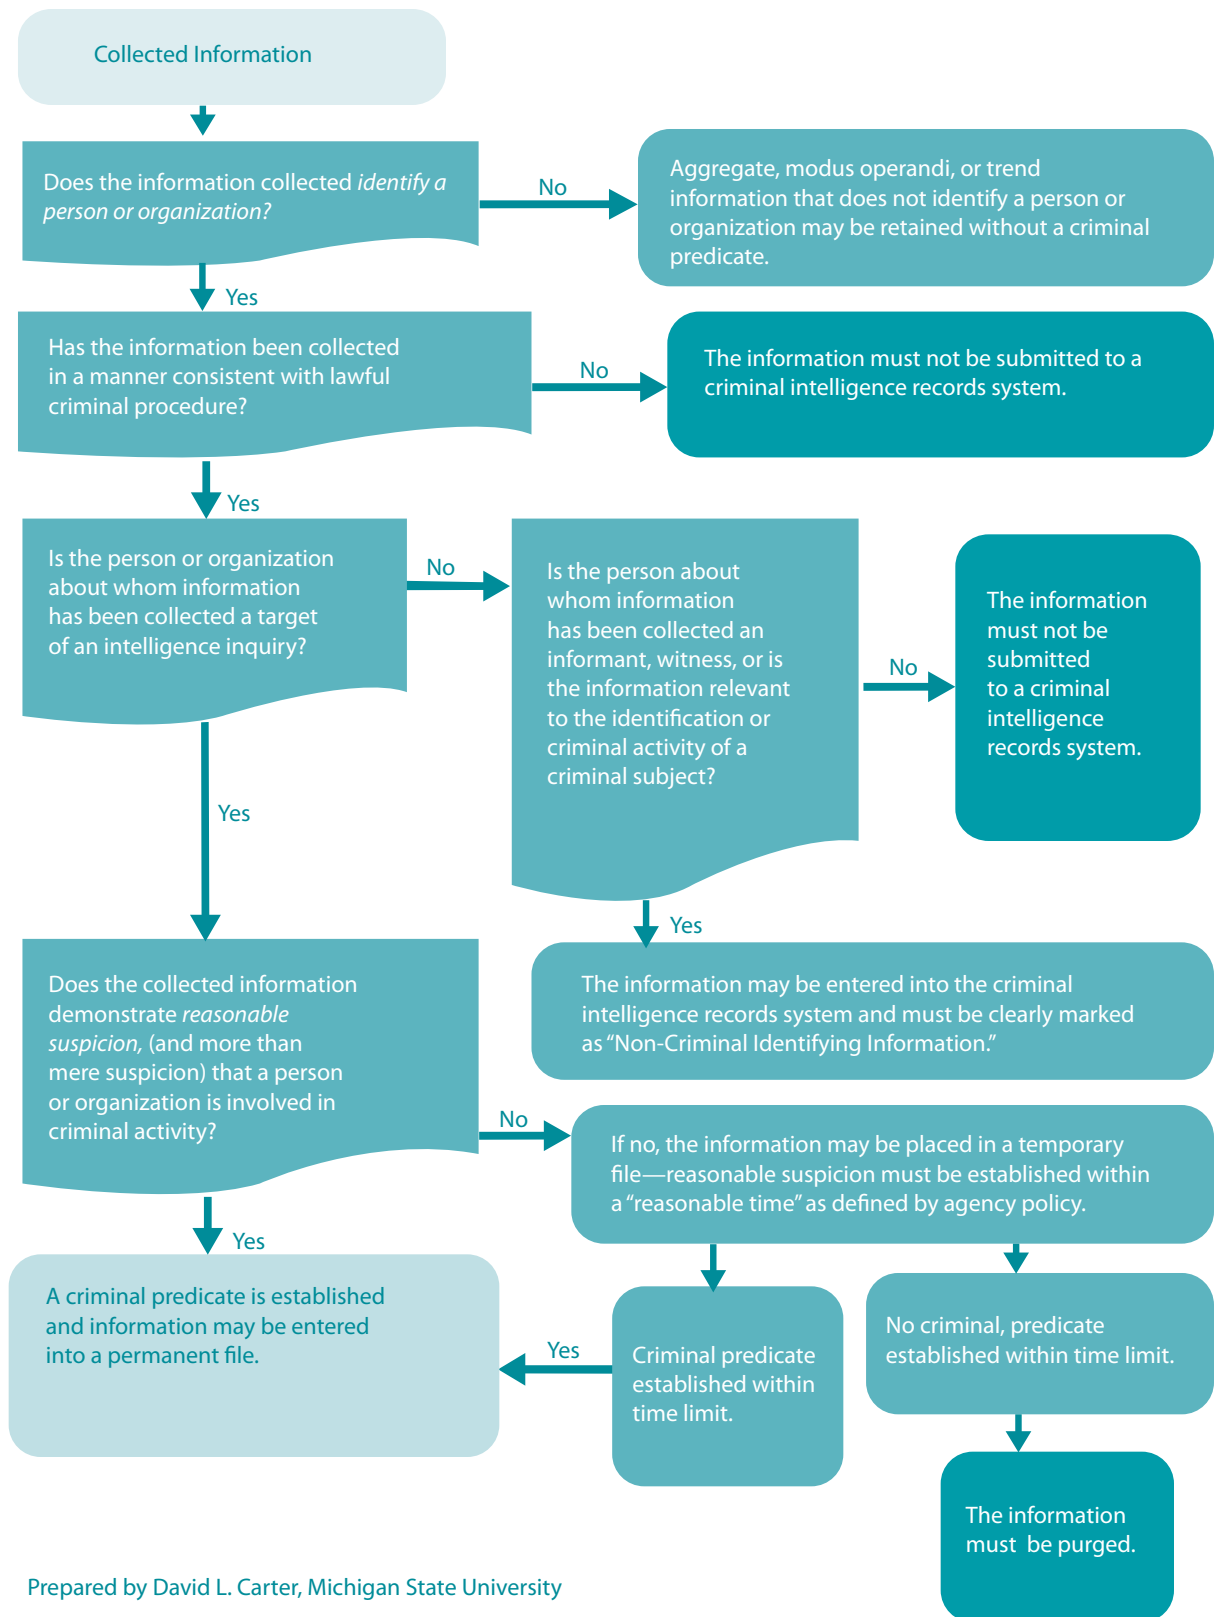 Collected Information
Does the information collected identify a
person or organization?
No
Aggregate, modus operandi, or trend
information that does not identify a person or
organization may be retained without a criminal
predicate.
Yes
Has the information been collected
in a manner consistent with lawful
criminal procedure?
No
The information must not be submitted to a
criminal intelligence records system.
Yes
Is the person or organization
about whom information
has been collected a target
of an intelligence inquiry?
No
Is the person about
whom information
has been collected an
informant, witness, or is
the information relevant
to the identification or
criminal activity of a
criminal subject?
No
The information
must not be
submitted
to a criminal
intelligence
records system.
Yes
Yes
The information may be entered into the criminal
intelligence records system and must be clearly marked
as “Non-Criminal Identifying Information.”
Does the collected information
demonstrate reasonable
suspicion, (and more than
mere suspicion) that a person
or organization is involved in
criminal activity?
No
If no, the information may be placed in a temporary
file—reasonable suspicion must be established within
a “reasonable time” as defined by agency policy.
Yes
A criminal predicate is established
and information may be entered
into a permanent file.
Yes
Criminal predicate
established within
time limit.
No criminal, predicate
established within time limit.
The information
must be purged.
Prepared by David L. Carter, Michigan State University